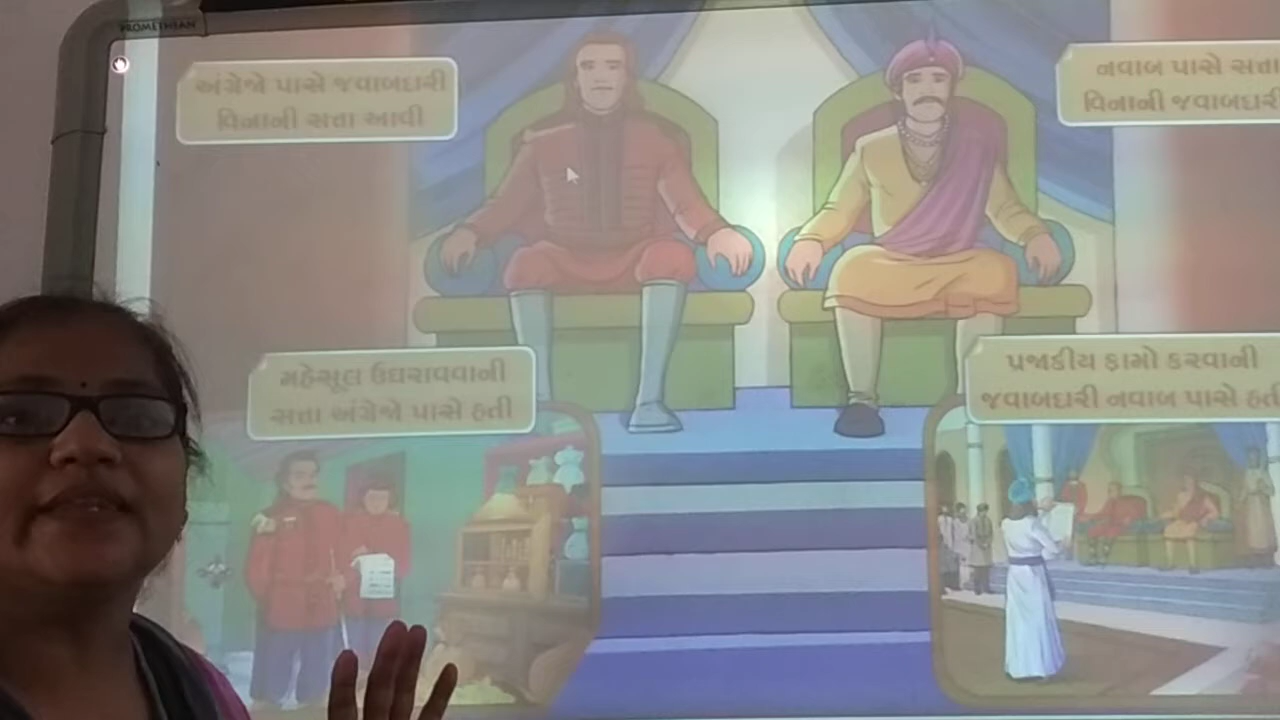 PROMETHEAN
અંગ્રેજો પાસે જવાબદારી
વિનાની સત્તા આવી
નવાબ પાસે સત્તા
વિનાની જવાબદારી
મહેસૂલ ઉઘરાવવાની
સત્તા અંગ્રેજો પાસે હતી
પ્રજાકીય કામો કરવાની
જવાબદારી નવાબ પાસે હતી